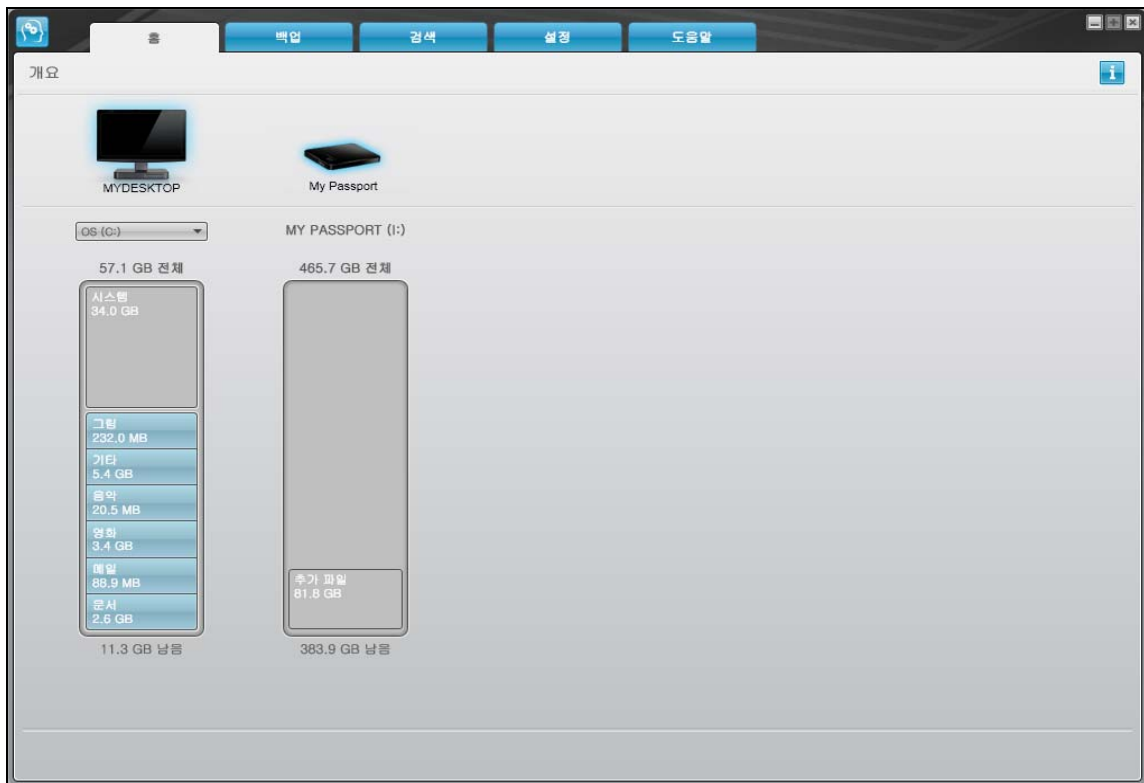 홈
백업
검색
설정
도움말
개요
i
MYDESKTOP
My Passport
OS (C:)
MY PASSPORT (I:)
57.1 GB 전체
465.7 GB 전체
시스템
34.0 GB
그림
232.0 MB
기타
5.4 GB
음악
20.5 MB
영화
3.4 GB
메일
88.9 MB
문서
2.6 GB
추가 파일
81.8 GB
11.3 GB 남음
383.9 GB 남음